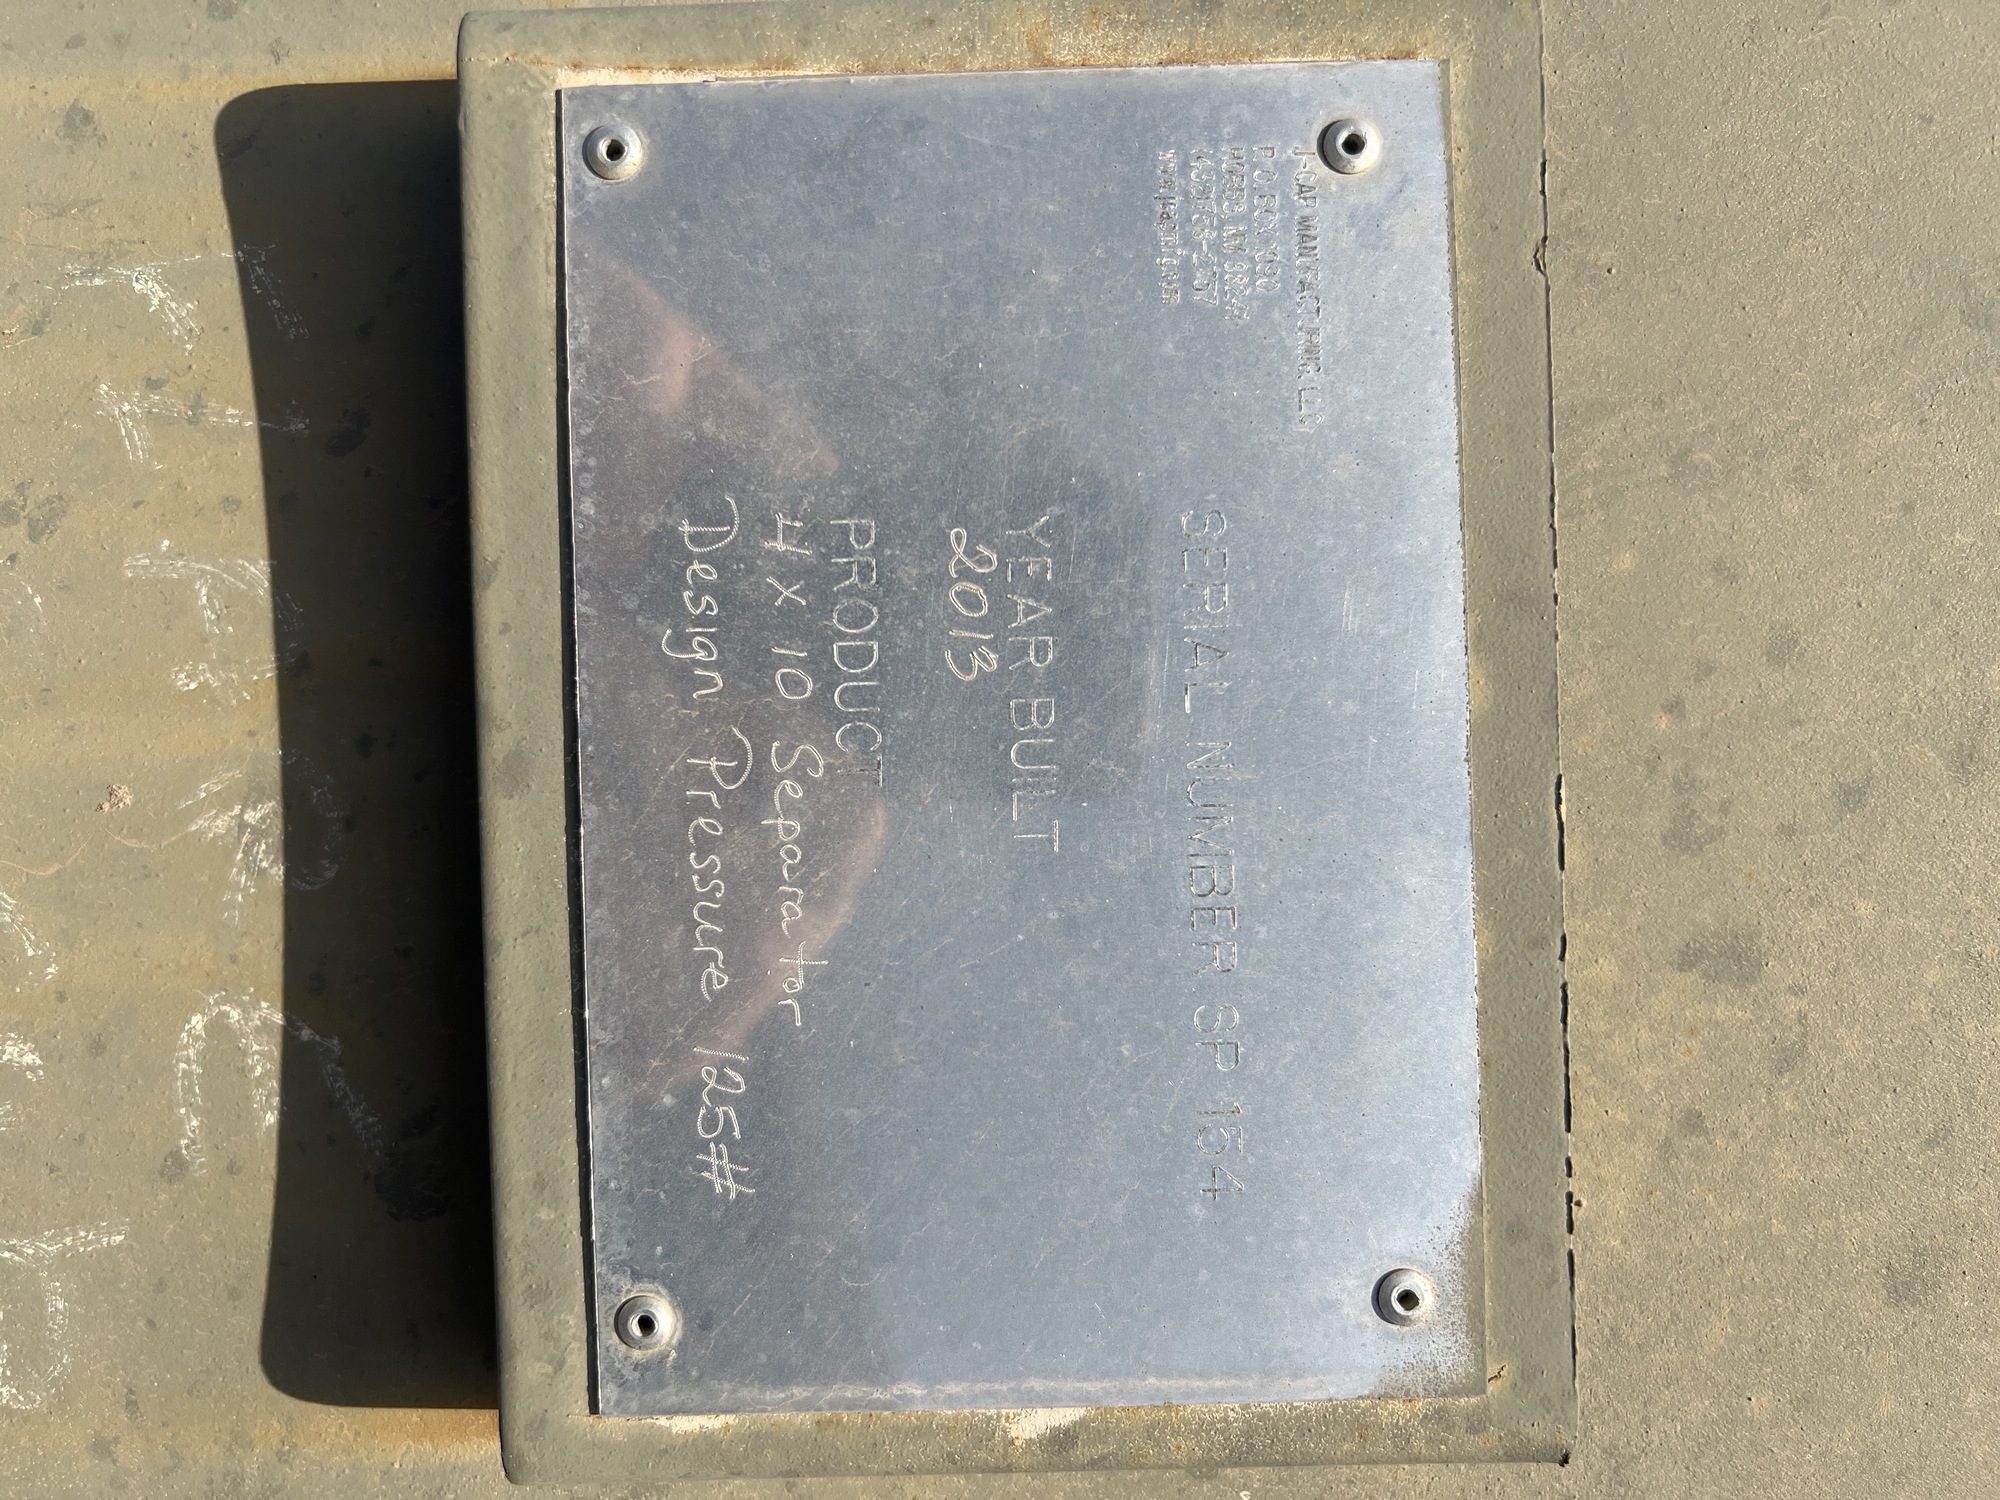 J-CAP MANUFACTURING, LLC
P.O. BOX 1090
HOBBS, NM 88241
SERIAL NUMBER SP 154
YEAR BUILT
2013
PRODUCT
4 x 10 Separator
Design Pressure 125#